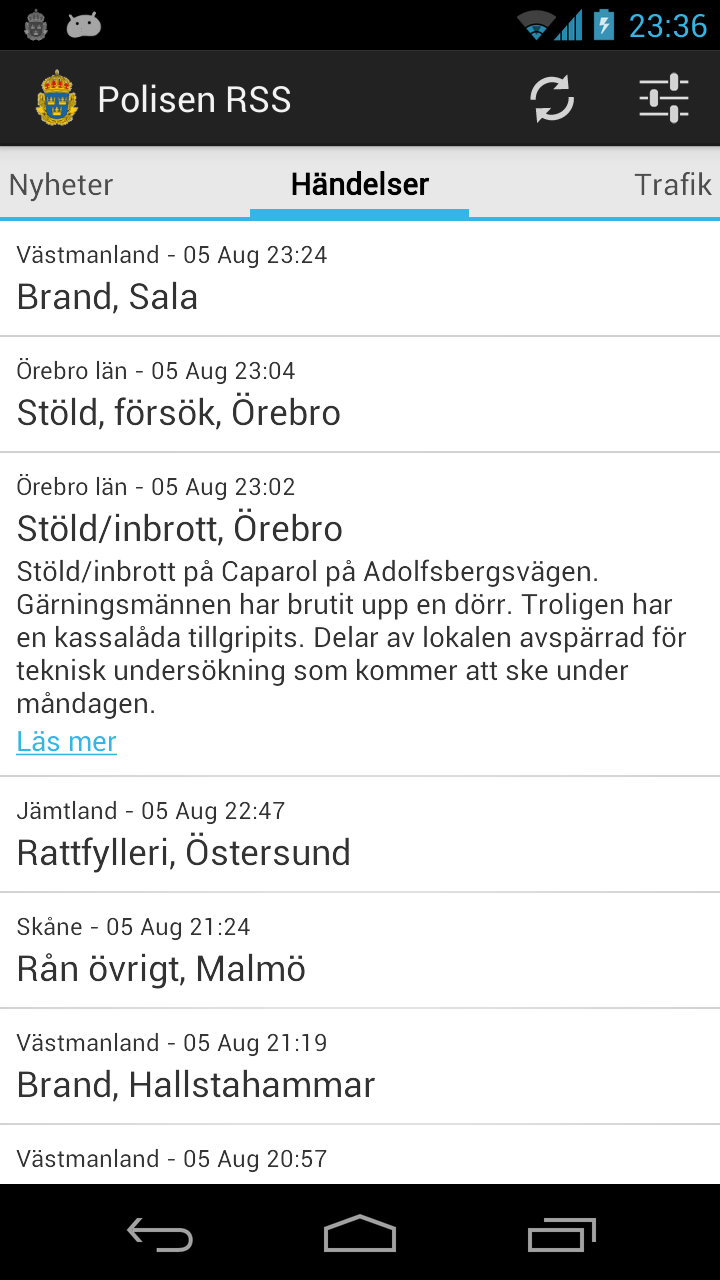 23:36
Polisen RSS
Nyheter
Händelser
Trafik
Västmanland - 05 Aug 23:24
Brand, Sala
Örebro län - 05 Aug 23:04
Stöld, försök, Örebro
Örebro län - 05 Aug 23:02
Stöld/inbrott, Örebro
Stöld/inbrott på Caparol på Adolfsbergsvägen.
Gärningsmännen har brutit upp en dörr. Troligen har
en kassalåda tillgripits. Delar av lokalen avspärrad för
teknisk undersökning som kommer att ske under
måndagen.
Läs mer
Jämtland - 05 Aug 22:47
Rattfylleri, Östersund
Skåne - 05 Aug 21:24
Rån övrigt, Malmö
Västmanland - 05 Aug 21:19
Brand, Hallstahammar
Västmanland - 05 Aug 20:57